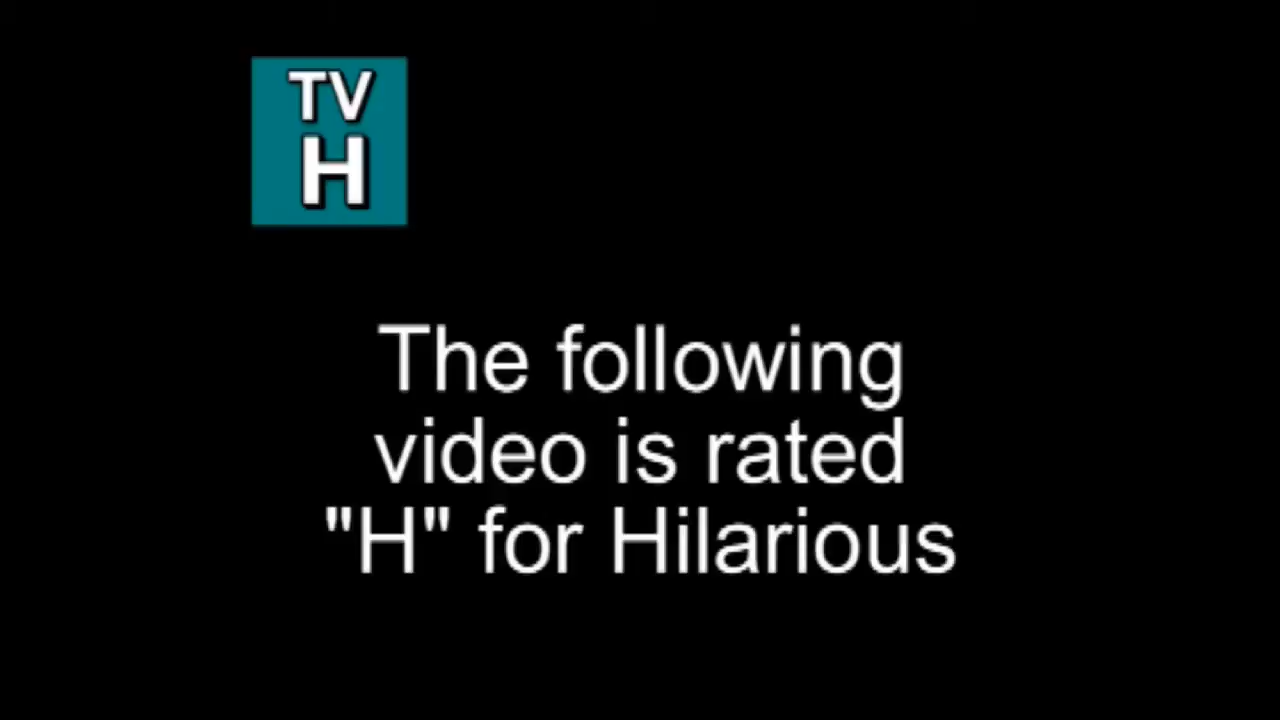 TV
H
The following
video is rated
"H" for Hilarious